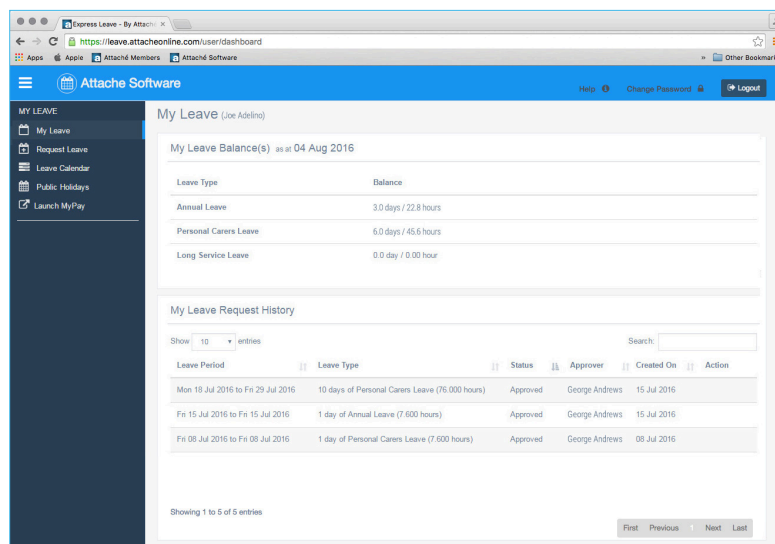 Express Leave - By Attach
https://leave.attacheonline.com/user/dashboard
Apps Apple Attaché Members Attaché Software » Other Bookmar
Attache Software
Help Change Password Logout
MY LEAVE
My Leave
Request Leave
Leave Calendar
Public Holidays
Launch MyPay
My Leave (Joe Adelino)
My Leave Balance(s) as at 04 Aug 2016
Leave Type Balance
Annual Leave 3.0 days / 22.8 hours
Personal Carers Leave 6.0 days / 45.6 hours
Long Service Leave 0.0 day / 0.00 hour
My Leave Request History
Show 10 entries Search:
Leave Period Leave Type Status Approver Created On Action
Mon 18 Jul 2016 to Fri 29 Jul 2016 10 days of Personal Carers Leave (76.000 hours) Approved George Andrews 15 Jul 2016
Fri 15 Jul 2016 to Fri 15 Jul 2016 1 day of Annual Leave (7.600 hours) Approved George Andrews 15 Jul 2016
Fri 08 Jul 2016 to Fri 08 Jul 2016 1 day of Personal Carers Leave (7.600 hours) Approved George Andrews 08 Jul 2016
Showing 1 to 5 of 5 entries
First Previous 1 Next Last